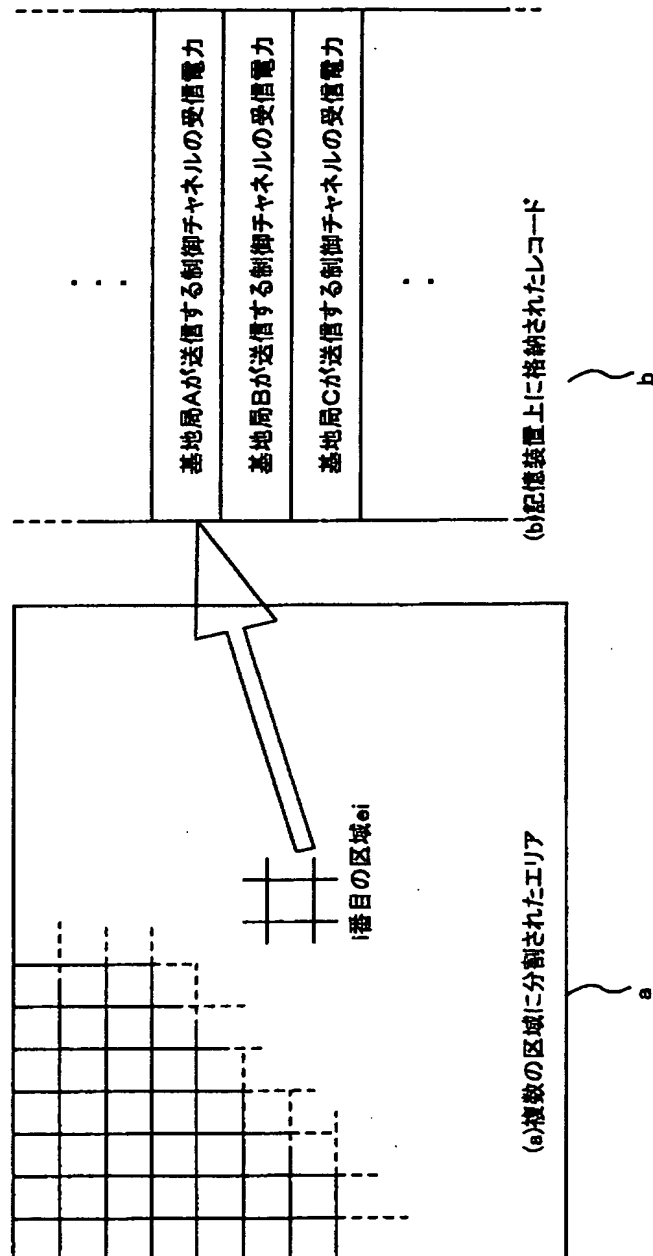 基地局Aが送信する制御チャネルの受信電力
基地局Bが送信する制御チャネルの受信電力
基地局Cが送信する制御チャネルの受信電力
(b)記憶装置上に格納されたレコード
b
i番目の区域ei
(a)複数の区域に分割されたエリア
a